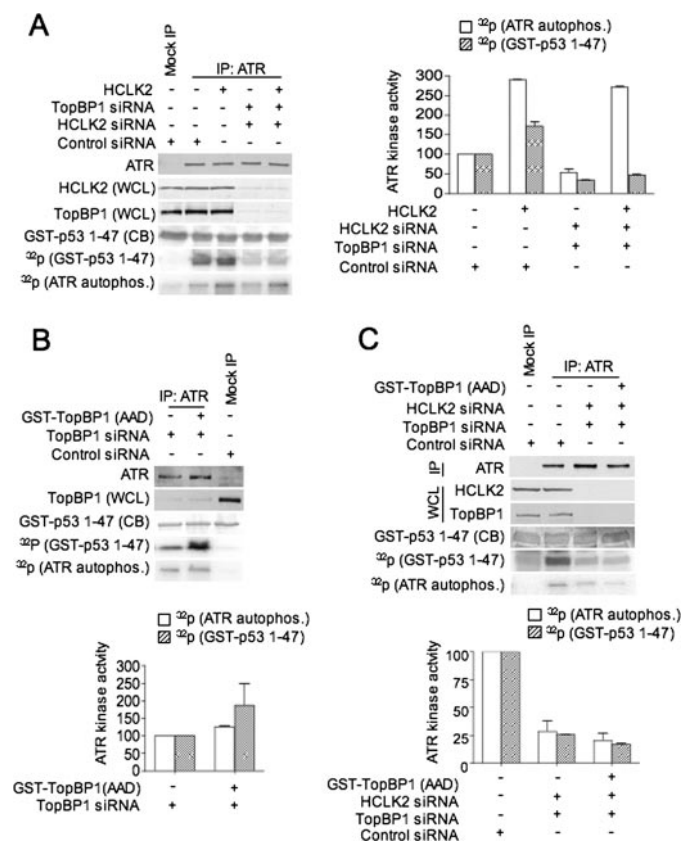 A
Mock IP
IP: ATR
HCLK2 - - + - +
TopBP1 siRNA - - - + +
HCLK2 siRNA - - - + +
Control siRNA + + + - -
ATR
HCLK2 (WCL)
TopBP1 (WCL)
GST-p53 1-47 (CB)
32p (GST-p53 1-47)
32p (ATR autophos.)
32p (ATR autophos.)
32p (GST-p53 1-47)
ATR kinase actvity
300
250
200
150
100
50
0
HCLK2 - + - +
HCLK2 siRNA - - + +
TopBP1 siRNA - - + +
Control siRNA + + - -
B
IP: ATR
Mock IP
GST-TopBP1 (AAD) - + -
TopBP1 siRNA + + -
Control siRNA - - +
ATR
TopBP1 (WCL)
GST-p53 1-47 (CB)
32P (GST-p53 1-47)
32p (ATR autophos.)
32p (ATR autophos.)
32p (GST-p53 1-47)
ATR kinase actvity
300
250
200
150
100
50
0
GST-TopBP1(AAD) - +
TopBP1 siRNA + +
C
Mock IP
IP: ATR
GST-TopBP1 (AAD) - - - +
HCLK2 siRNA - - + +
TopBP1 siRNA - - + +
Control siRNA + + - -
IP
ATR
WCL
HCLK2
TopBP1
GST-p53 1-47 (CB)
32p (GST-p53 1-47)
32p (ATR autophos.)
32p (ATR autophos.)
32p (GST-p53 1-47)
ATR kinase actvity
100
75
25
0
GST-TopBP1 (AAD) - - +
HCLK2 siRNA - + +
TopBP1 siRNA - + +
Control siRNA + - -